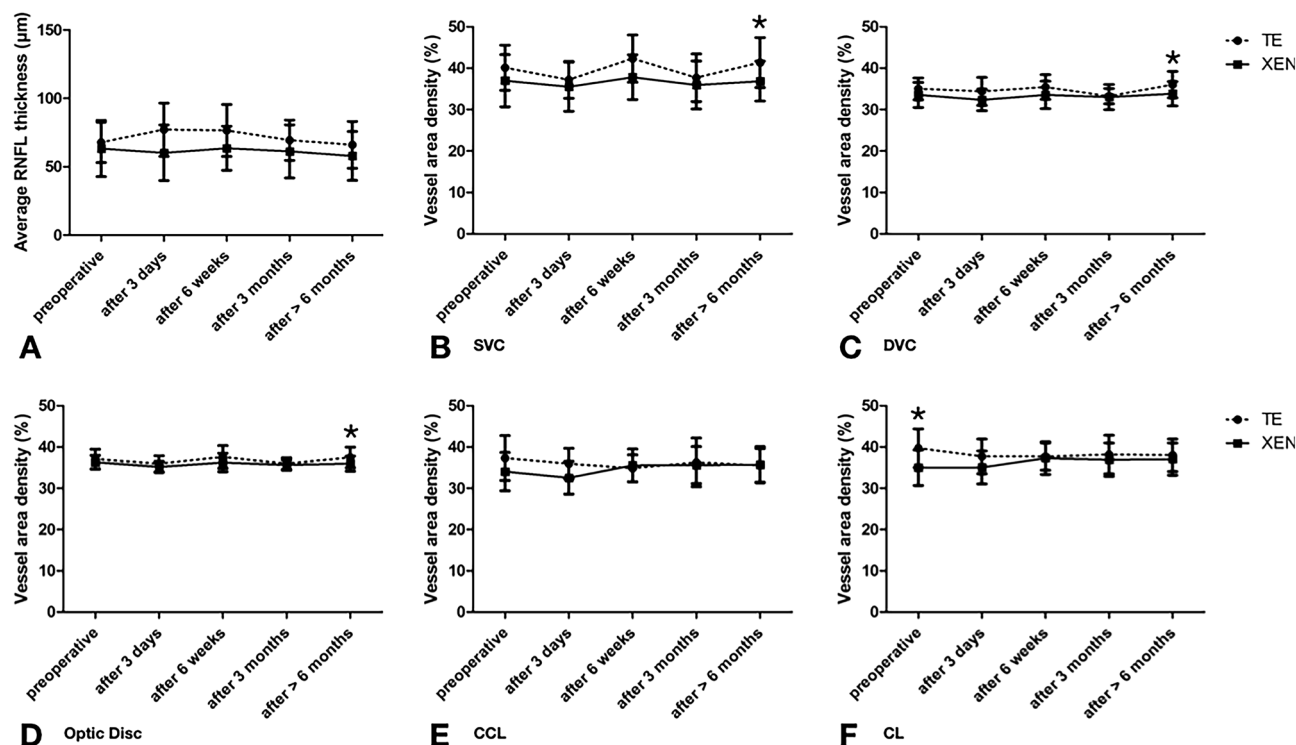 Average RNFL thickness (µm)
150
100
50
0
preoperative
after 3 days
after 6 weeks
after 3 months
after > 6 months
A
Vessel area density (%)
50
40
30
20
10
0
*
preoperative
after 3 days
after 6 weeks
after 3 months
after > 6 months
B SVC
Vessel area density (%)
50
40
30
20
10
0
*
preoperative
after 3 days
after 6 weeks
after 3 months
after > 6 months
C DVC
TE
XEN
Vessel area density (%)
50
40
30
20
10
0
*
preoperative
after 3 days
after 6 weeks
after 3 months
after > 6 months
D Optic Disc
Vessel area density (%)
50
40
30
20
10
0
preoperative
after 3 days
after 6 weeks
after 3 months
after > 6 months
E CCL
Vessel area density (%)
50
40
30
20
10
0
*
preoperative
after 3 days
after 6 weeks
after 3 months
after > 6 months
F CL
TE
XEN